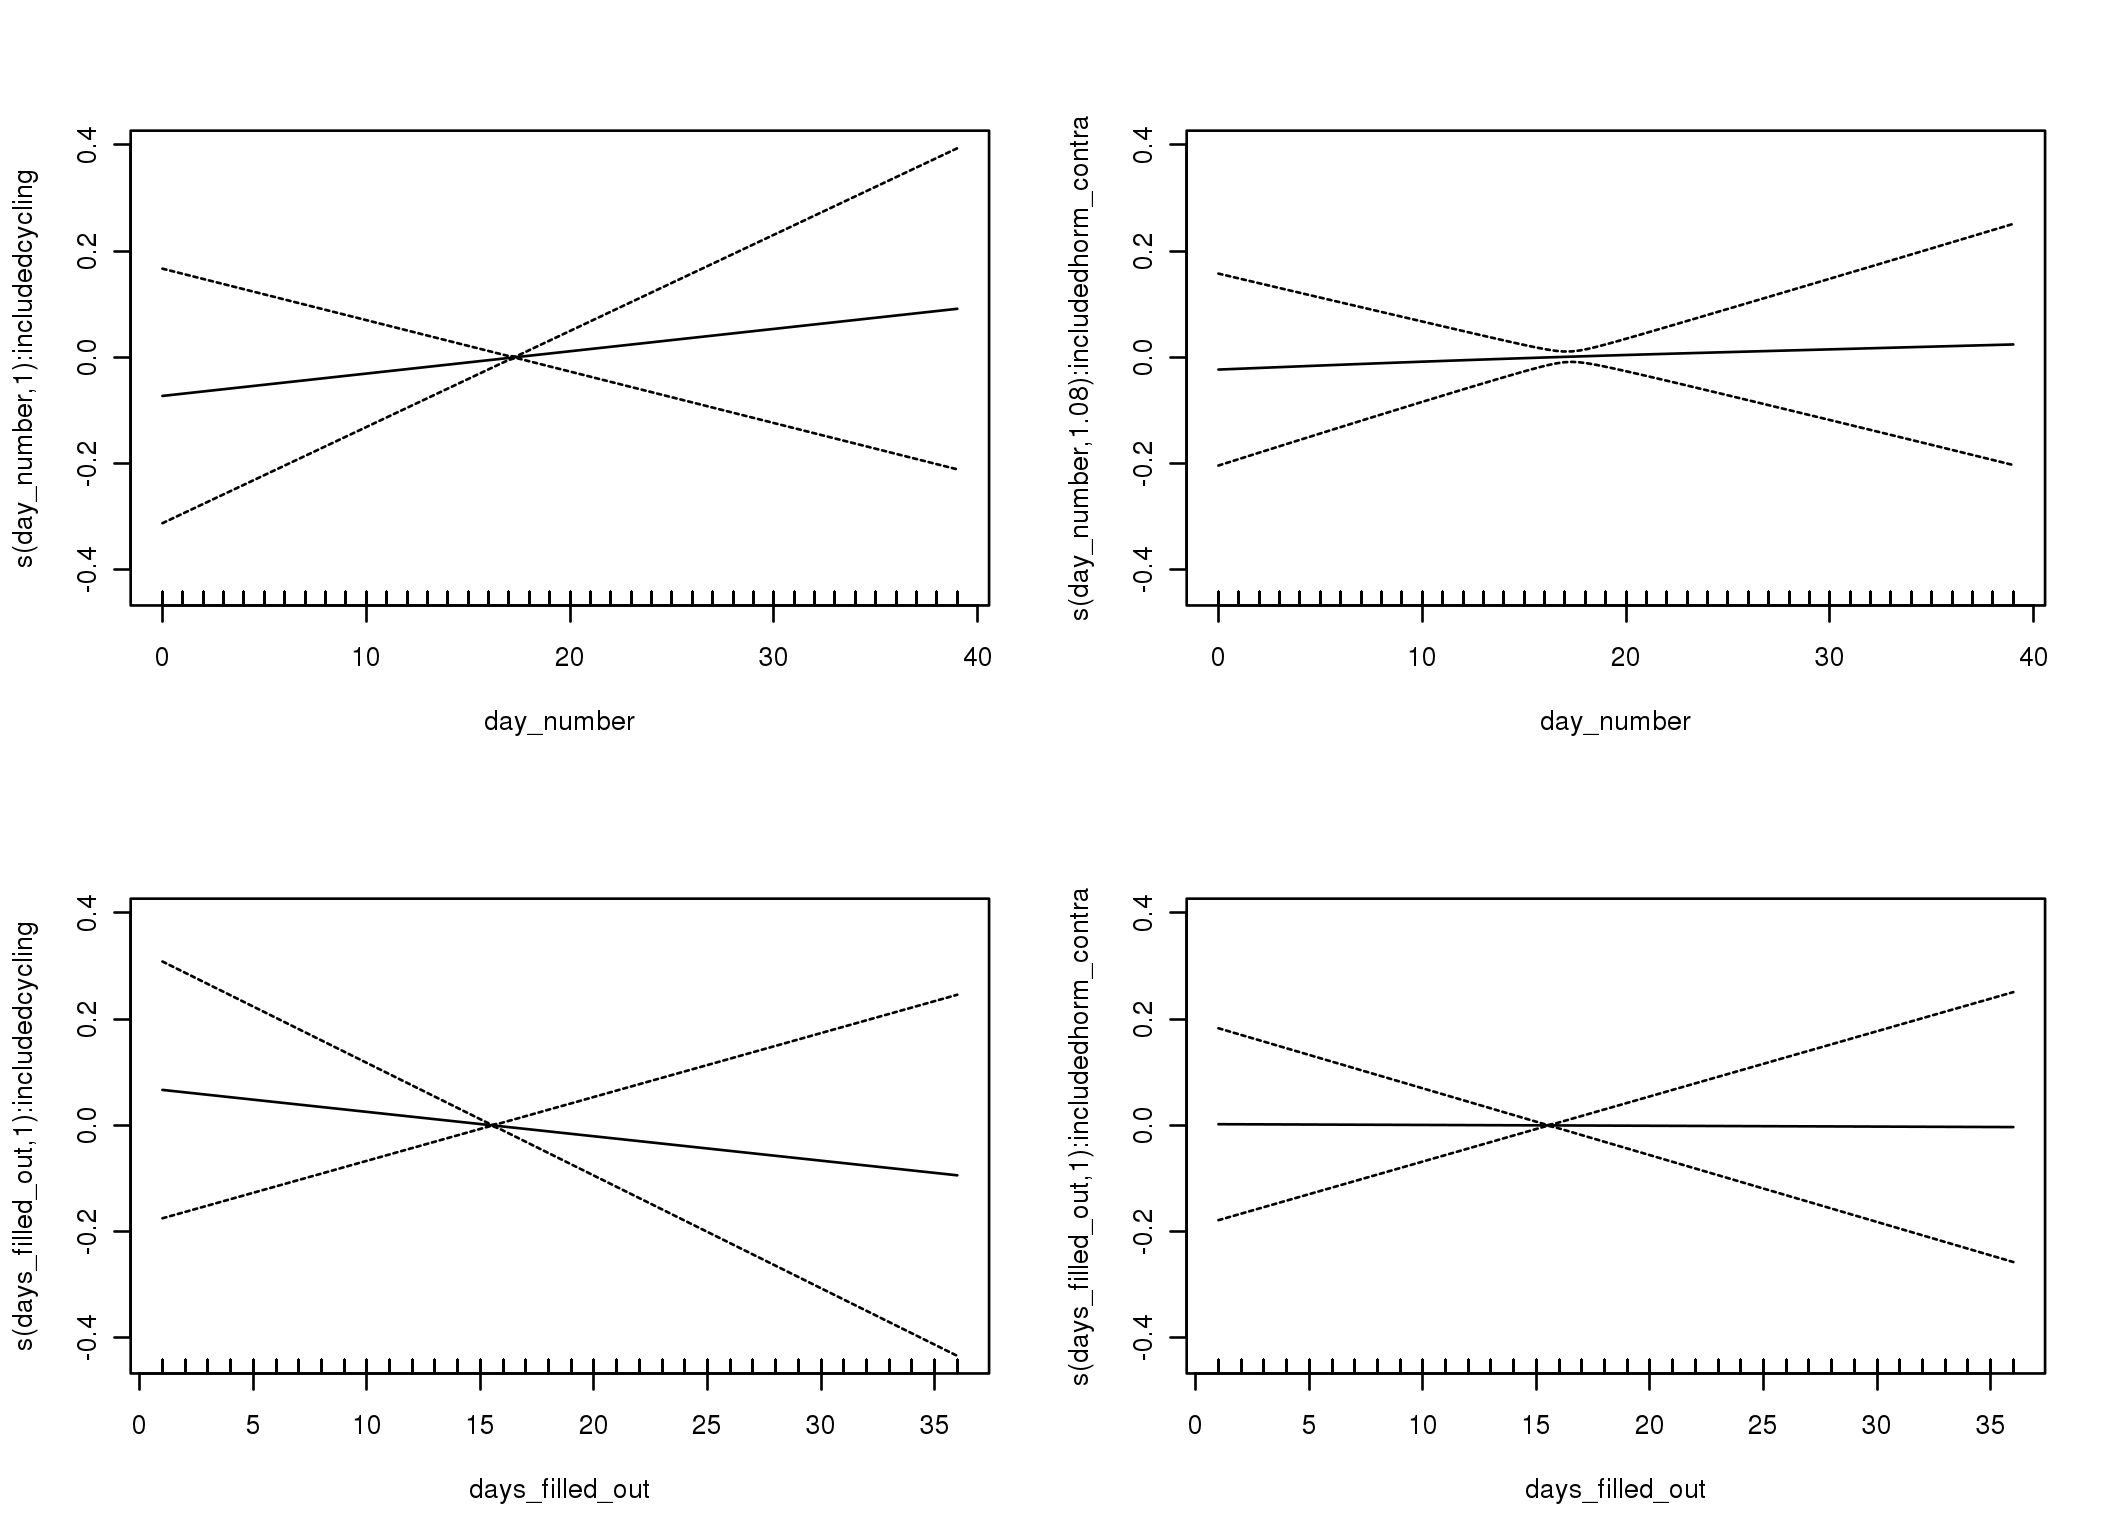 s(day_number,1):includedcycling
0.4
0.2
0.0
-0.2
-0.4
0 10 20 30 40
day_number
s(day_number,1.08):includedhorm_contra
0.4
0.2
0.0
-0.2
-0.4
0 10 20 30 40
day_number
s(days_filled_out,1):includedcycling
0.4
0.2
0.0
-0.2
-0.4
0 5 10 15 20 25 30 35
days_filled_out
s(days_filled_out,1):includedhorm_contra
0.4
0.2
0.0
-0.2
-0.4
0 5 10 15 20 25 30 35
days_filled_out